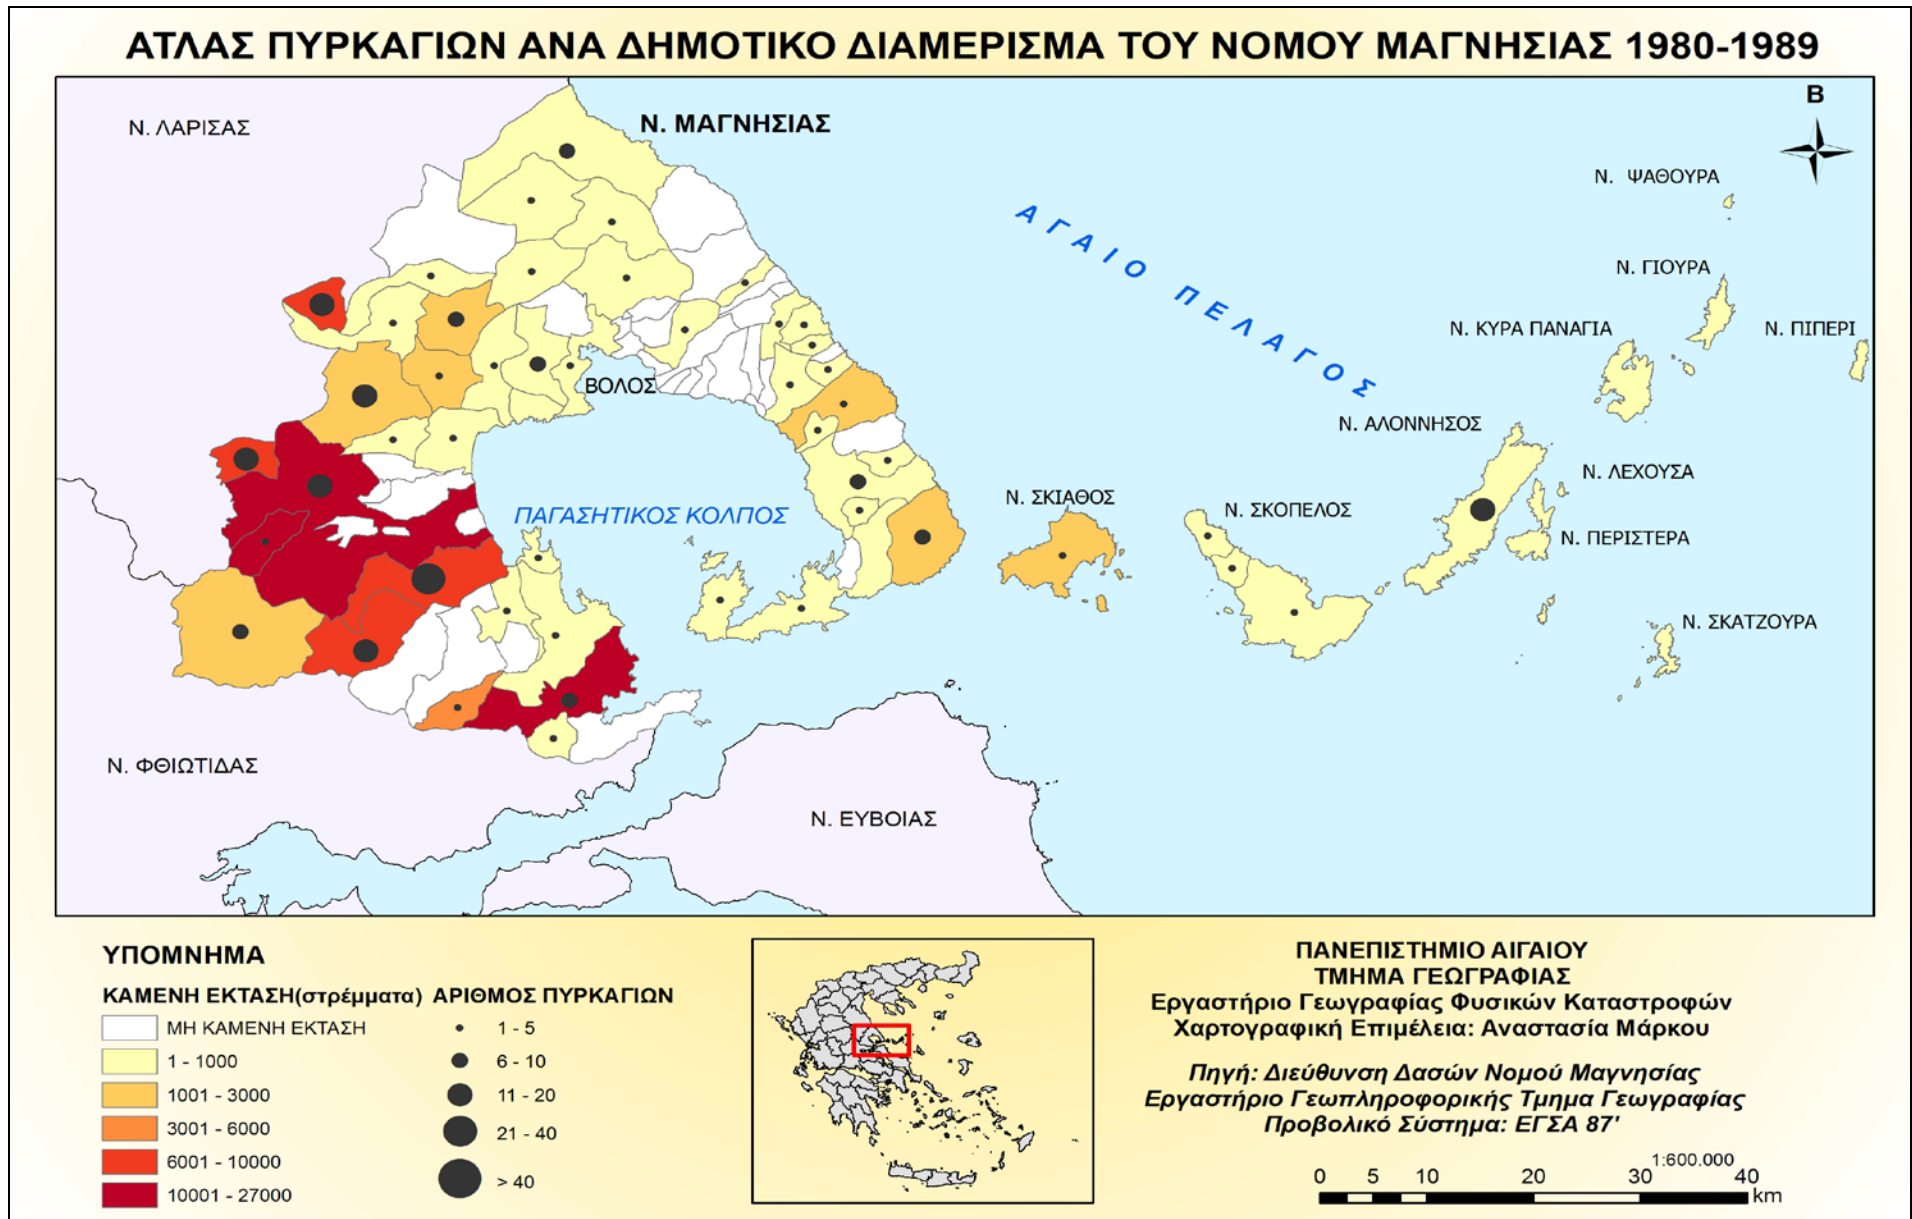 ΑΤΛΑΣ ΠΥΡΚΑΓΙΩΝ ΑΝΑ ΔΗΜΟΤΙΚΟ ΔΙΑΜΕΡΙΣΜΑ ΤΟΥ ΝΟΜΟΥ ΜΑΓΝΗΣΙΑΣ 1980-1989
Ν. ΛΑΡΙΣΑΣ
Ν. ΜΑΓΝΗΣΙΑΣ
Β
Ν. ΨΑΘΟΥΡΑ
ΑΓΑΙΟ ΠΕΛΑΓΟΣ
Ν. ΓΙΟΥΡΑ
Ν. ΚΥΡΑ ΠΑΝΑΓΙΑ
Ν. ΠΙΠΕΡΙ
ΒΟΛΟΣ
Ν. ΑΛΟΝΝΗΣΟΣ
Ν. ΛΕΧΟΥΣΑ
Ν. ΣΚΙΑΘΟΣ
Ν. ΣΚΟΠΕΛΟΣ
ΠΑΓΑΣΗΤΙΚΟΣ ΚΟΛΠΟΣ
Ν. ΠΕΡΙΣΤΕΡΑ
Ν. ΣΚΑΤΖΟΥΡΑ
Ν. ΦΘΙΩΤΙΔΑΣ
Ν. ΕΥΒΟΙΑΣ
ΥΠΟΜΝΗΜΑ
ΚΑΜΕΝΗ ΕΚΤΑΣΗ(στρέμματα)
ΜΗ ΚΑΜΕΝΗ ΕΚΤΑΣΗ
1 - 1000
1001 - 3000
3001 - 6000
6001 - 10000
10001 - 27000
ΑΡΙΘΜΟΣ ΠΥΡΚΑΓΙΩΝ
1 - 5
6 - 10
11 - 20
21 - 40
> 40
ΠΑΝΕΠΙΣΤΗΜΙΟ ΑΙΓΑΙΟΥ
ΤΜΗΜΑ ΓΕΩΓΡΑΦΙΑΣ
Εργαστήριο Γεωγραφίας Φυσικών Καταστροφών
Χαρτογραφική Επιμέλεια: Αναστασία Μάρκου
Πηγή: Διεύθυνση Δασών Νομού Μαγνησίας
Εργαστήριο Γεωπληροφορικής Τμημα Γεωγραφίας
Προβολικό Σύστημα: ΕΓΣΑ 87'
1:600.000
0 5 10 20 30 40
km